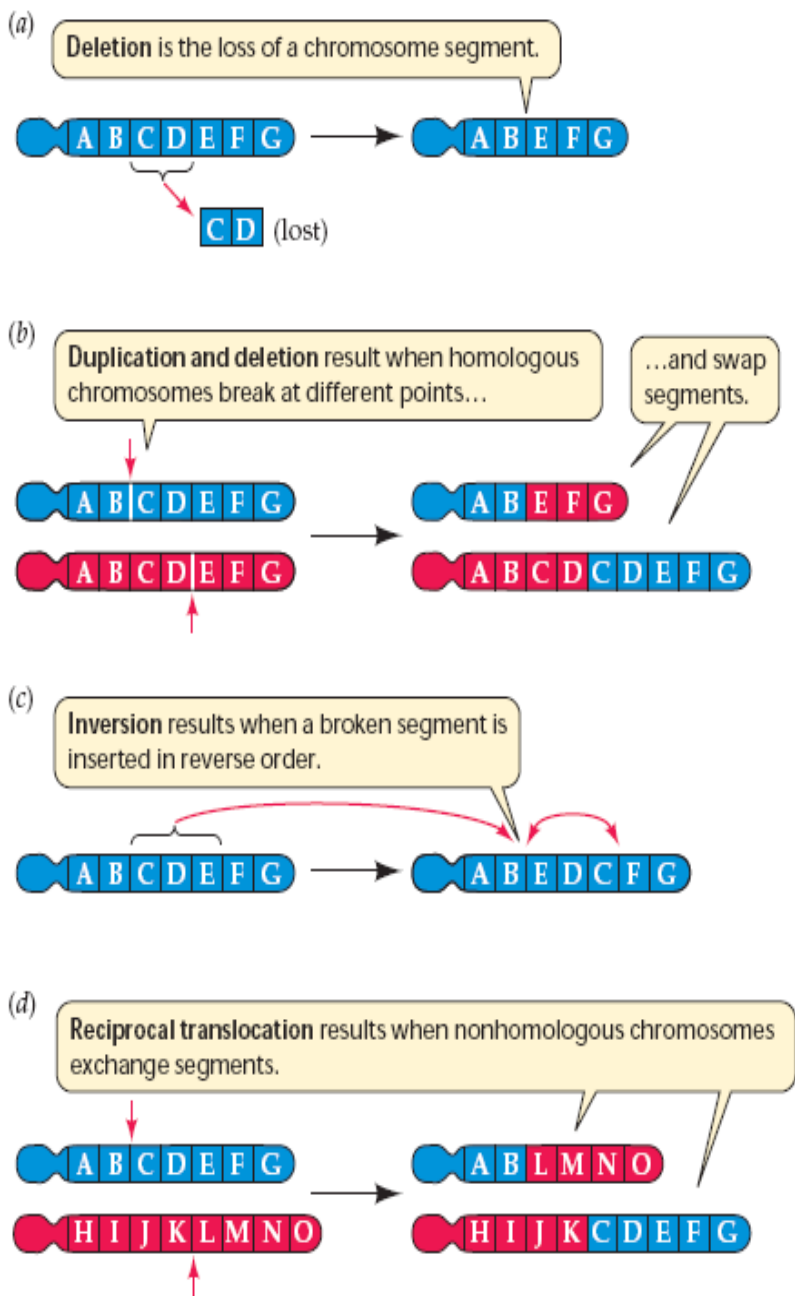 (a)
Deletion is the loss of a chromosome segment.
A B C D E F G
A B E F G
C D (lost)
(b)
Duplication and deletion result when homologous
chromosomes break at different points…
…and swap
segments.
A B C D E F G
A B E F G
A B C D E F G
A B C D C D E F G
(c)
Inversion results when a broken segment is
inserted in reverse order.
A B C D E F G
A B E D C F G
(d)
Reciprocal translocation results when nonhomologous chromosomes
exchange segments.
A B C D E F G
A B L M N O
H I J K L M N O
H I J K C D E F G